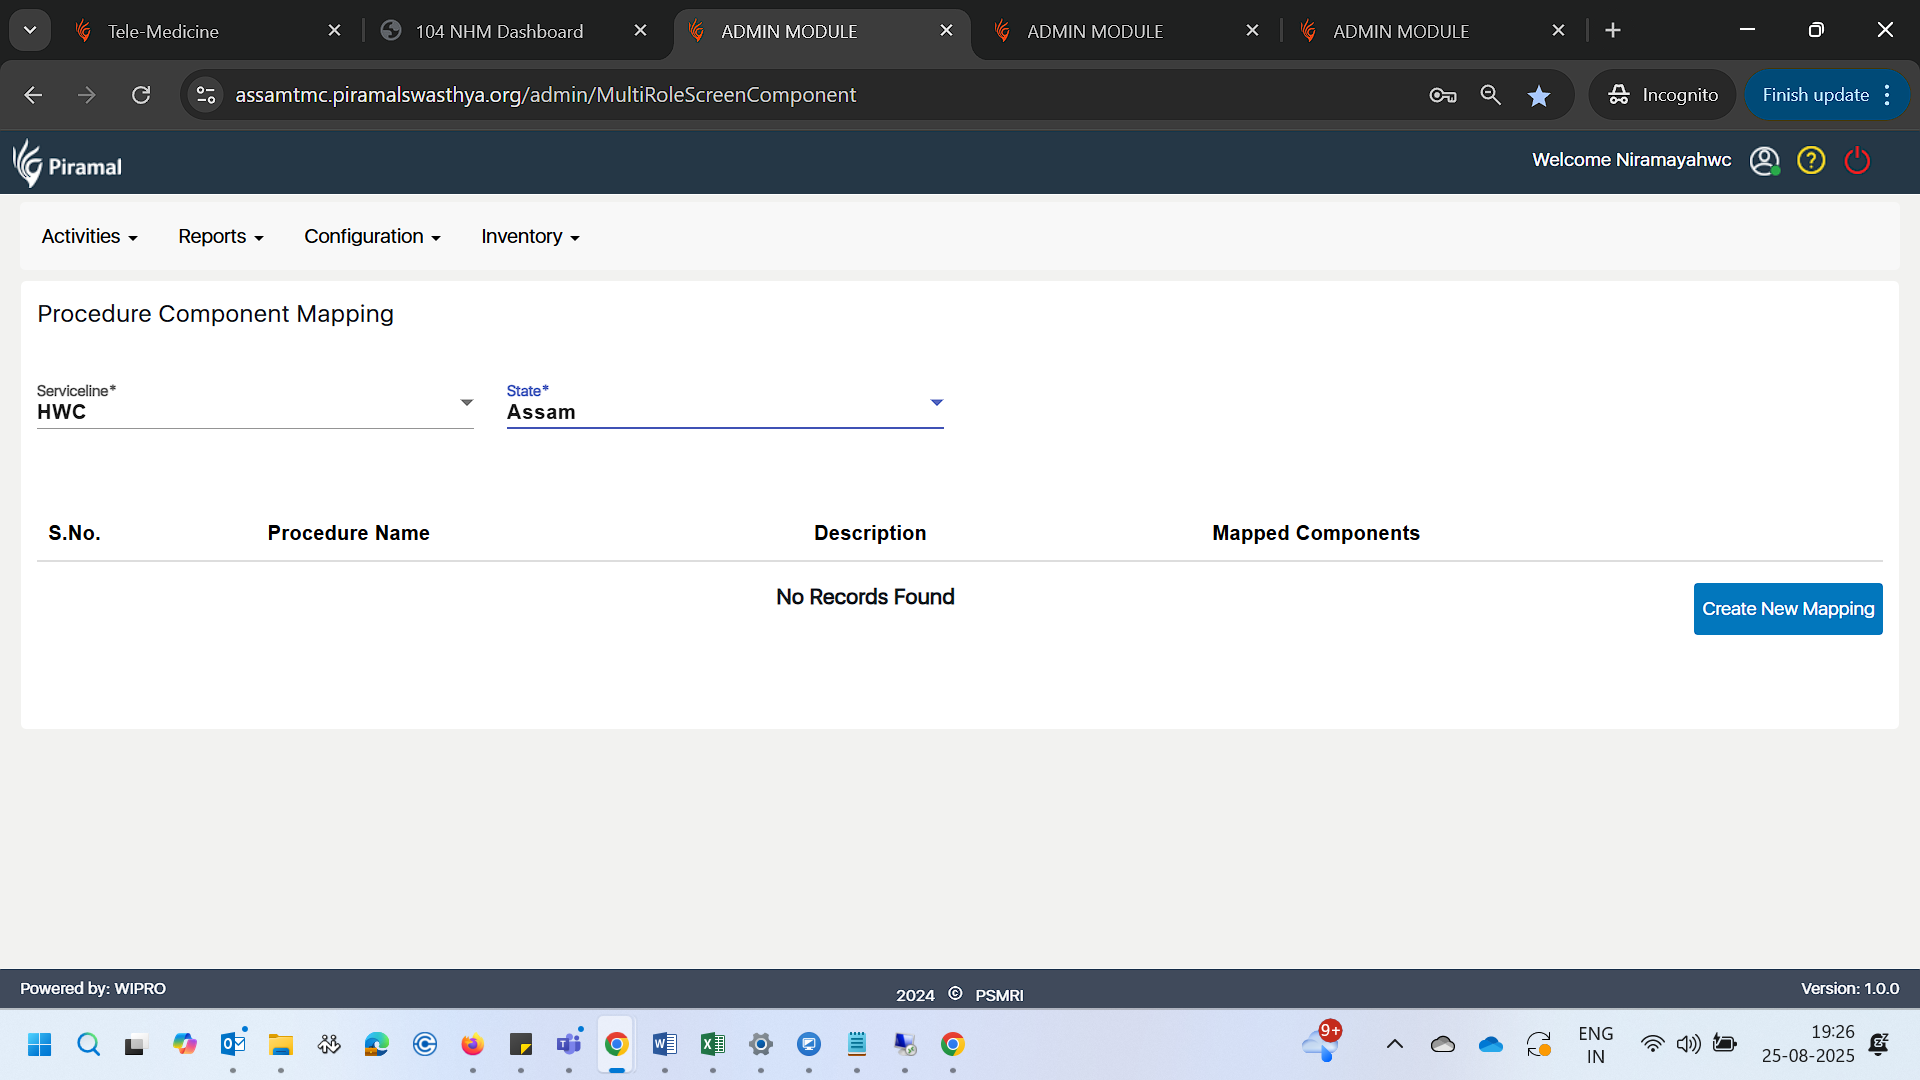 Tele-Medicine
104 NHM Dashboard
ADMIN MODULE
ADMIN MODULE
ADMIN MODULE
assamtmc.piramalswasthya.org/admin/MultiRoleScreenComponent
Incognito
Finish update
Piramal
Welcome Niramayahwc
Activities
Reports
Configuration
Inventory
Procedure Component Mapping
Serviceline*
HWC
State*
Assam
S.No.
Procedure Name
Description
Mapped Components
No Records Found
Create New Mapping
Powered by: WIPRO
2024 © PSMRI
Version: 1.0.0
9+
ENG
IN
19:26
25-08-2025